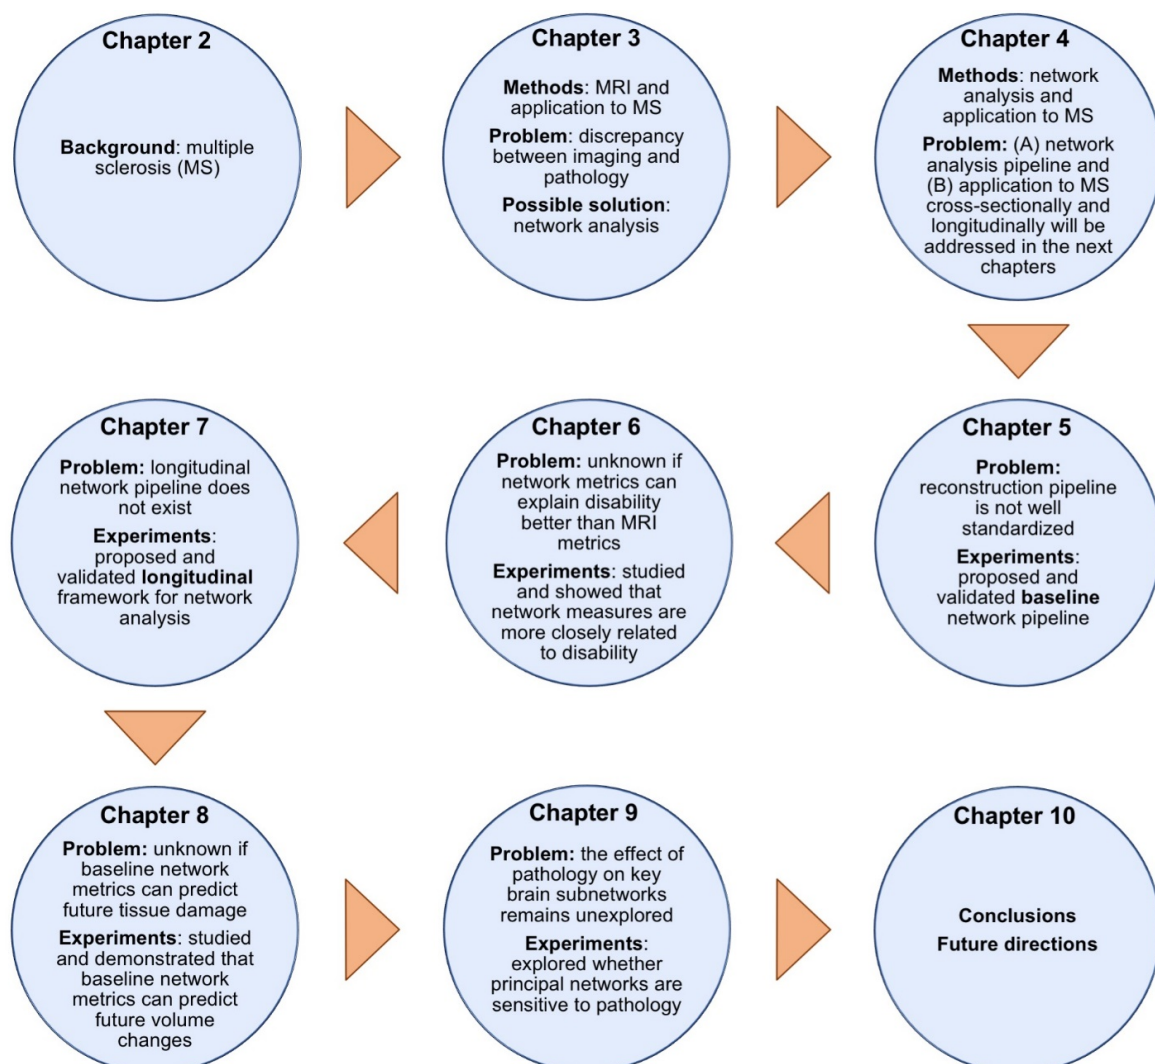 Chapter 2
Background: multiple
sclerosis (MS)
Chapter 3
Methods: MRI and
application to MS
Problem: discrepancy
between imaging and
pathology
Possible solution:
network analysis
Chapter 4
Methods: network
analysis and
application to MS
Problem: (A) network
analysis pipeline and
(B) application to MS
cross-sectionally and
longitudinally will be
addressed in the next
chapters
Chapter 5
Problem:
reconstruction pipeline
is not well
standardized
Experiments:
proposed and
validated baseline
network pipeline
Chapter 6
Problem: unknown if
network metrics can
explain disability
better than MRI
metrics
Experiments: studied
and showed that
network measures are
more closely related
to disability
Chapter 7
Problem: longitudinal
network pipeline does
not exist
Experiments:
proposed and
validated longitudinal
framework for network
analysis
Chapter 8
Problem: unknown if
baseline network
metrics can predict
future tissue damage
Experiments: studied
and demonstrated that
baseline network
metrics can predict
future volume
changes
Chapter 9
Problem: the effect of
pathology on key
brain subnetworks
remains unexplored
Experiments:
explored whether
principal networks are
sensitive to pathology
Chapter 10
Conclusions
Future directions